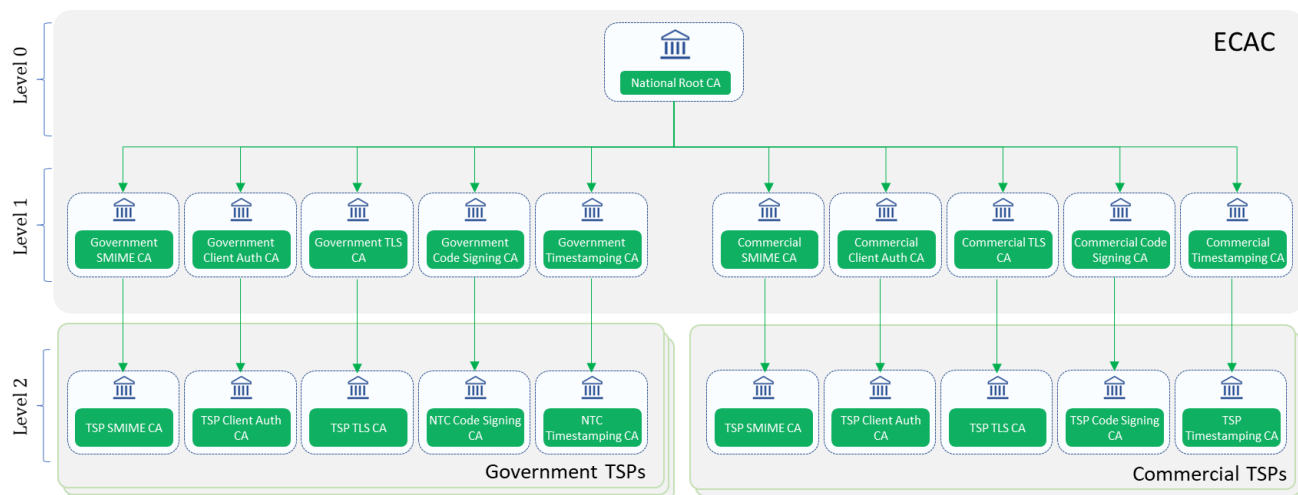 ECAC
Level 0
National Root CA
Level 1
Government
SMIME CA
Government
Client Auth CA
Government TLS
CA
Government
Code Signing CA
Government
Timestamping CA
Commercial
SMIME CA
Commercial
Client Auth CA
Commercial TLS
CA
Commercial Code
Signing CA
Commercial
Timestamping CA
Level 2
TSP SMIME CA
TSP Client Auth
CA
TSP TLS CA
NTC Code Signing
CA
NTC
Timestamping CA
Government TSPs
TSP SMIME CA
TSP Client Auth
CA
TSP TLS CA
TSP Code Signing
CA
TSP
Timestamping CA
Commercial TSPs